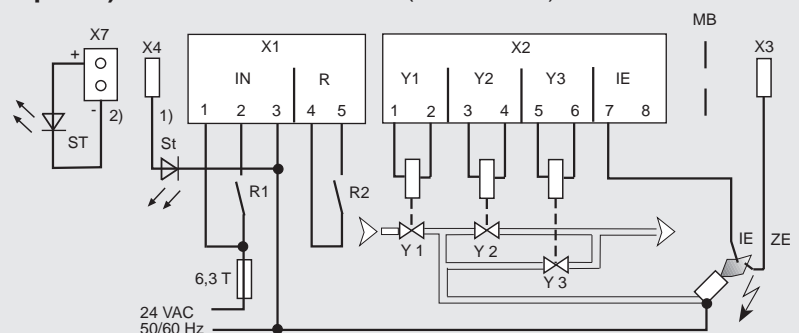 MB
X7
X4
X1
X2
X3
+
IN
R
Y1
Y2
Y3
IE
1
2
3
4
5
1
2
3
4
5
6
7
8
-
2)
1)
ST
St
R1
R2
Y 1
Y 2
Y 3
IE
ZE
6,3 T
24 VAC
50/60 Hz